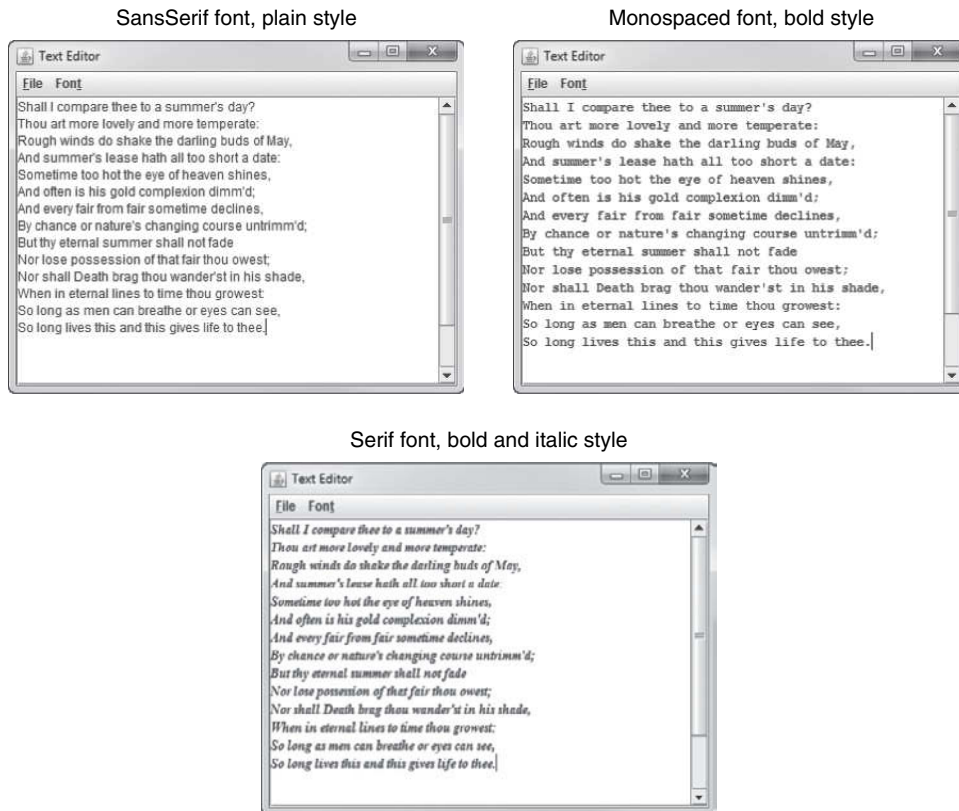 SansSerif font, plain style
Text Editor
File Font
Shall I compare thee to a summer's day?
Thou art more lovely and more temperate:
Rough winds do shake the darling buds of May,
And summer's lease hath all too short a date:
Sometime too hot the eye of heaven shines,
And often is his gold complexion dimm'd;
And every fair from fair sometime declines,
By chance or nature's changing course untrimm'd;
But thy eternal summer shall not fade
Nor lose possession of that fair thou owest;
Nor shall Death brag thou wander'st in his shade,
When in eternal lines to time thou growest:
So long as men can breathe or eyes can see,
So long lives this and this gives life to thee.
Monospaced font, bold style
Text Editor
File Font
Shall I compare thee to a summer's day?
Thou art more lovely and more temperate:
Rough winds do shake the darling buds of May,
And summer's lease hath all too short a date:
Sometime too hot the eye of heaven shines,
And often is his gold complexion dimm'd;
And every fair from fair sometime declines,
By chance or nature's changing course untrimm'd;
But thy eternal summer shall not fade
Nor lose possession of that fair thou owest;
Nor shall Death brag thou wander'st in his shade,
When in eternal lines to time thou growest:
So long as men can breathe or eyes can see,
So long lives this and this gives life to thee.
Serif font, bold and italic style
Text Editor
File Font
Shall I compare thee to a summer's day?
Thou art more lovely and more temperate:
Rough winds do shake the darling buds of May,
And summer's lease hath all too short a date:
Sometime too hot the eye of heaven shines,
And often is his gold complexion dimm'd;
And every fair from fair sometime declines,
By chance or nature's changing course untrimm'd;
But thy eternal summer shall not fade
Nor lose possession of that fair thou owest;
Nor shall Death brag thou wander'st in his shade,
When in eternal lines to time thou growest:
So long as men can breathe or eyes can see,
So long lives this and this gives life to thee.